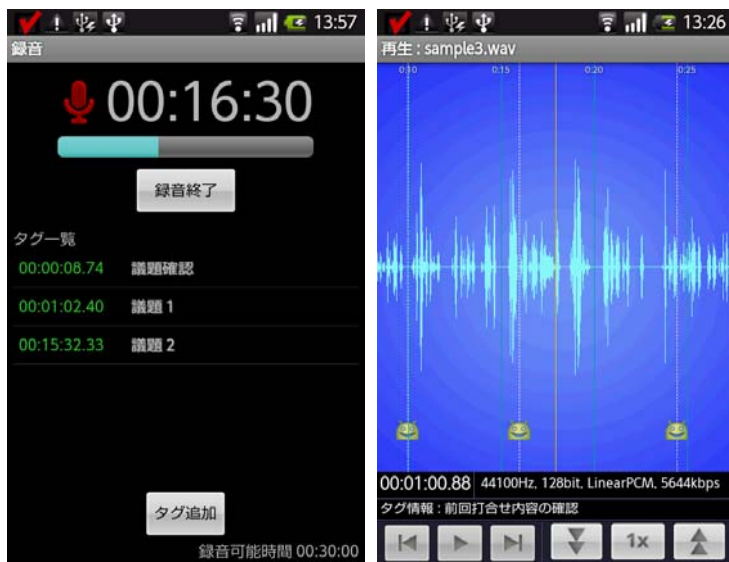 13:57
録音
00:16:30
録音終了
タグ一覧
00:00:08.74 議題確認
00:01:02.40 議題 1
00:15:32.33 議題 2
タグ追加
録音可能時間 00:30:00
13:26
再生 : sample3.wav
0:10 0:15 0:20 0:25
00:01:00.88 44100Hz, 128bit, LinearPCM, 5644kbps
タグ情報 : 前回打合せ内容の確認
1x